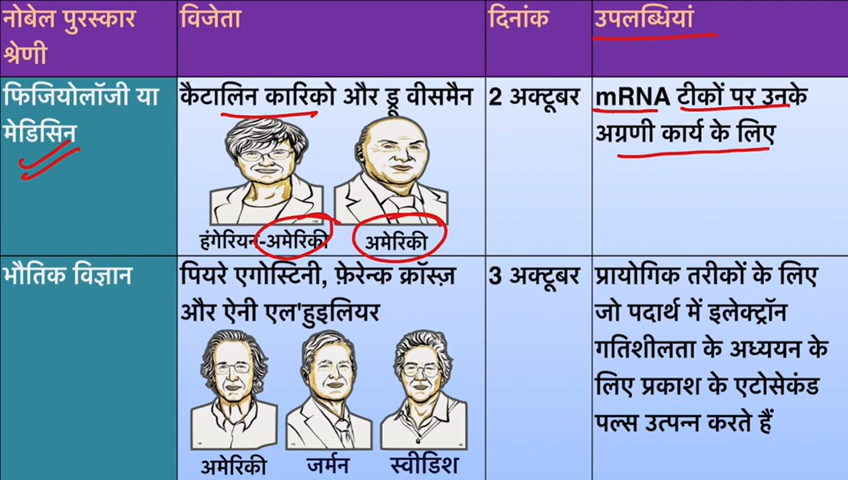 नोबेल पुरस्कार
श्रेणी
विजेता
दिनांक
उपलब्धियां
फिजियोलॉजी या
मेडिसिन
कैटालिन कारिको और ड्रू वीसमैन
हंगेरियन-अमेरिकी
अमेरिकी
2 अक्टूबर
mRNA टीकों पर उनके
अग्रणी कार्य के लिए
भौतिक विज्ञान
पियरे एगोस्टिनी, फ़ेरेन्क क्रॉस्ज़
और ऐनी एल'हुइलियर
अमेरिकी
जर्मन
स्वीडिश
3 अक्टूबर
प्रायोगिक तरीकों के लिए
जो पदार्थ में इलेक्ट्रॉन
गतिशीलता के अध्ययन के
लिए प्रकाश के एटोसेकंड
पल्स उत्पन्न करते हैं